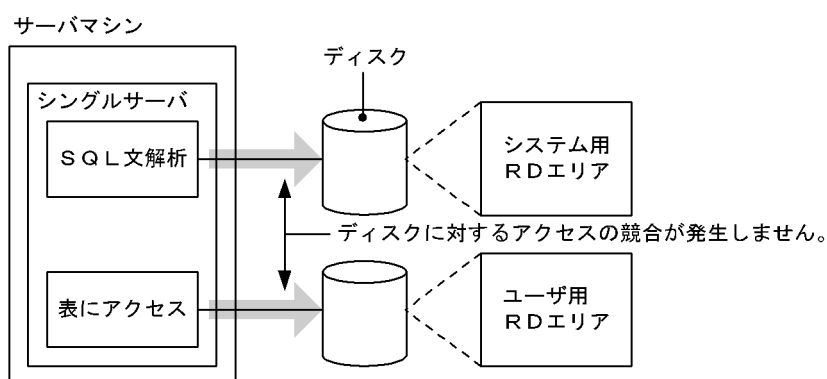 サーバマシン
ディスク
シングルサーバ
SQL文解析
システム用
RDエリア
ディスクに対するアクセスの競合が発生しません。
表にアクセス
ユーザ用
RDエリア